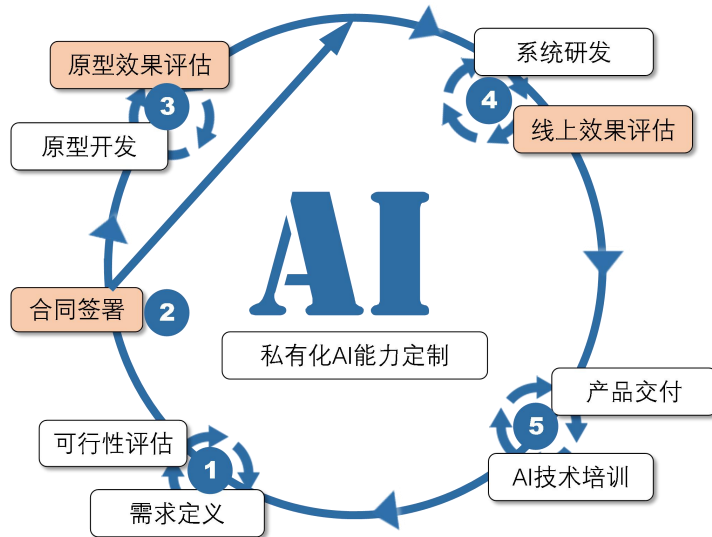 原型效果评估
3
原型开发
系统研发
4
线上效果评估
AI
合同签署
2
私有化AI能力定制
产品交付
5
AI技术培训
可行性评估
1
需求定义